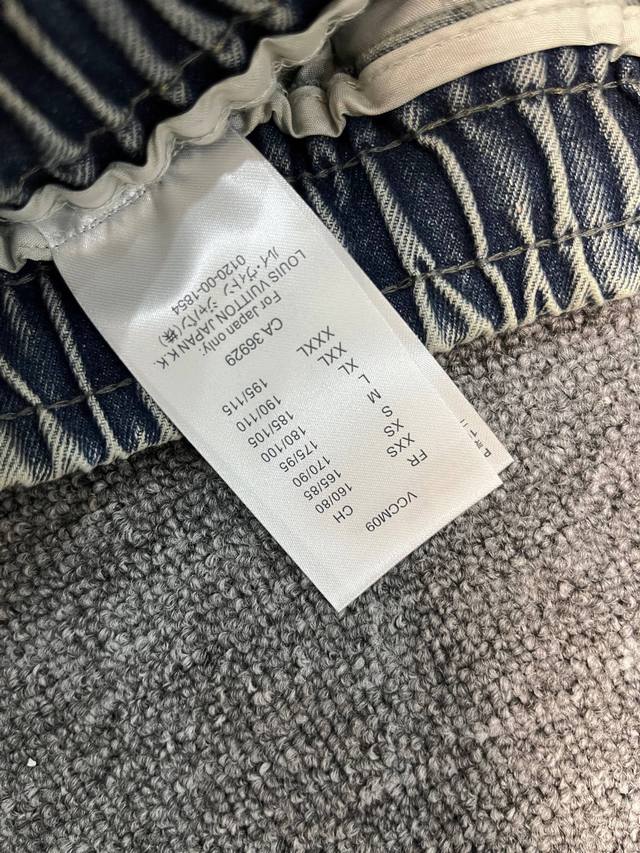 VCCM09
FR CH
XXS 160/80
XS 165/85
S 170/90
M 175/95
L 180/100
XL 185/105
XXL 190/110
XXXL 195/115
CA 36929
For Japan only:
LOUIS VUITTON JAPAN K.K.
ルイ・ヴィトン ジャパン(株)
0120-00-1854